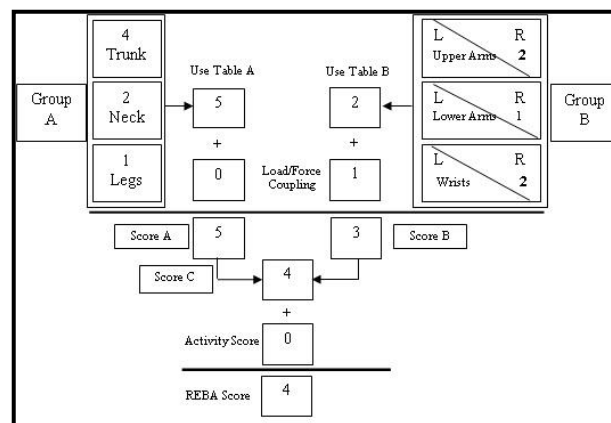 4
Trunk
Use Table A
Use Table B
L R
Upper Arms 2
Group
A
2
Neck
5
2
L R
Lower Arms 1
Group
B
+
+
1
Legs
0
Load/Force
Coupling
1
L R
Wrists 2
Score A
5
3
Score B
Score C
4
+
Activity Score
0
REBA Score
4